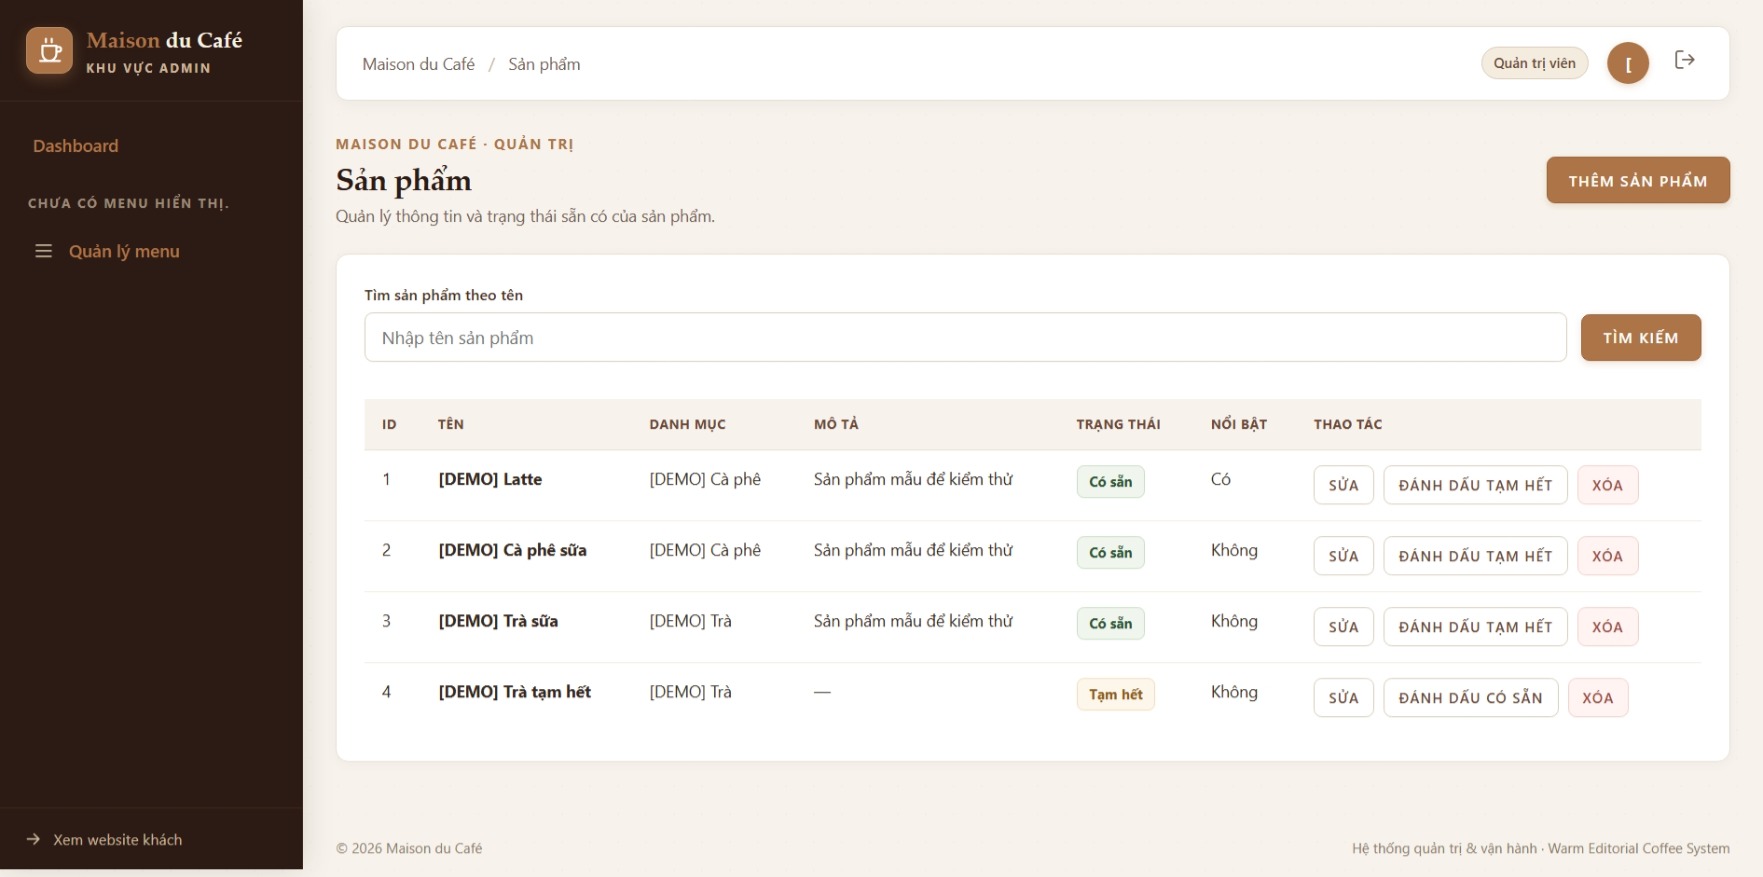 Maison du Café
KHU VỰC ADMIN
Dashboard
CHƯA CÓ MENU HIỂN THỊ.
Quản lý menu
Xem website khách
Maison du Café / Sản phẩm
Quản trị viên
[
MAISON DU CAFÉ · QUẢN TRỊ
Sản phẩm
Quản lý thông tin và trạng thái sẵn có của sản phẩm.
THÊM SẢN PHẨM
Tìm sản phẩm theo tên
Nhập tên sản phẩm
TÌM KIẾM
ID TÊN DANH MỤC MÔ TẢ TRẠNG THÁI NỔI BẬT THAO TÁC
1 [DEMO] Latte [DEMO] Cà phê Sản phẩm mẫu để kiểm thử Có sẵn Có SỬA ĐÁNH DẤU TẠM HẾT XÓA
2 [DEMO] Cà phê sữa [DEMO] Cà phê Sản phẩm mẫu để kiểm thử Có sẵn Không SỬA ĐÁNH DẤU TẠM HẾT XÓA
3 [DEMO] Trà sữa [DEMO] Trà Sản phẩm mẫu để kiểm thử Có sẵn Không SỬA ĐÁNH DẤU TẠM HẾT XÓA
4 [DEMO] Trà tạm hết [DEMO] Trà — Tạm hết Không SỬA ĐÁNH DẤU CÓ SẴN XÓA
© 2026 Maison du Café
Hệ thống quản trị & vận hành · Warm Editorial Coffee System